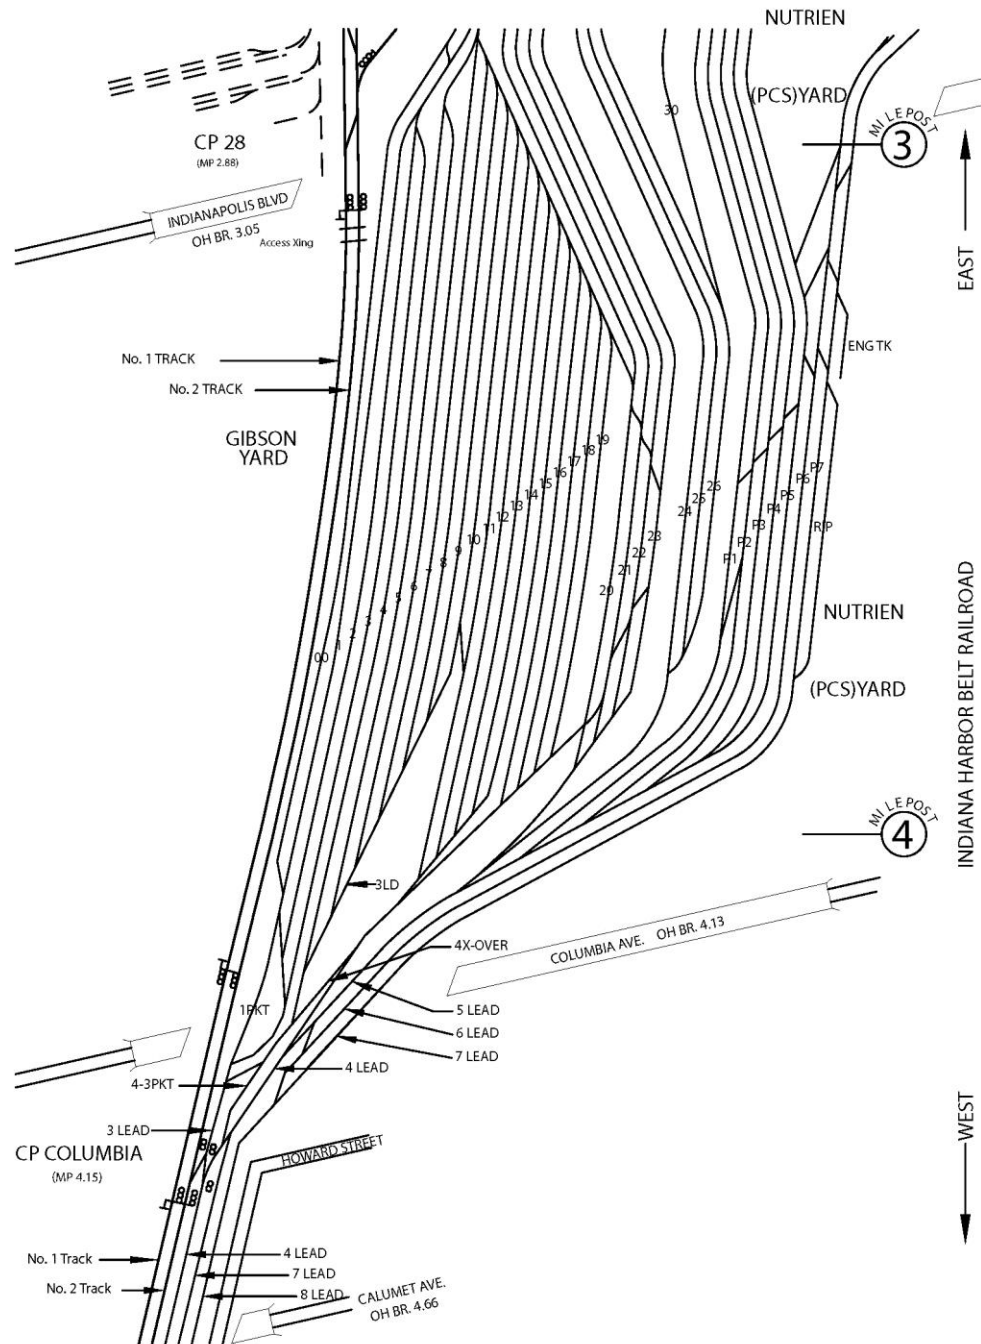 NUTRIEN
(PCS)YARD
30
MILEPOST
3
CP 28
(MP 2.88)
INDIANAPOLIS BLVD
OH BR. 3.05
Access Xing
EAST
No. 1 TRACK
ENG TK
No. 2 TRACK
GIBSON
YARD
00
1
2
3
4
5
6
7
8
9
10
11
12
13
14
15
16
17
18
19
20
21
22
23
24
25
26
P1
P2
P3
P4
P5
P6
P7
RIP
NUTRIEN
(PCS)YARD
INDIANA HARBOR BELT RAILROAD
MILEPOST
4
3LD
COLUMBIA AVE. OH BR. 4.13
4X-OVER
1PKT
5 LEAD
6 LEAD
7 LEAD
4 LEAD
4-3PKT
3 LEAD
CP COLUMBIA
(MP 4.15)
HOWARD STREET
WEST
No. 1 Track
4 LEAD
7 LEAD
No. 2 Track
8 LEAD
CALUMET AVE.
OH BR. 4.66